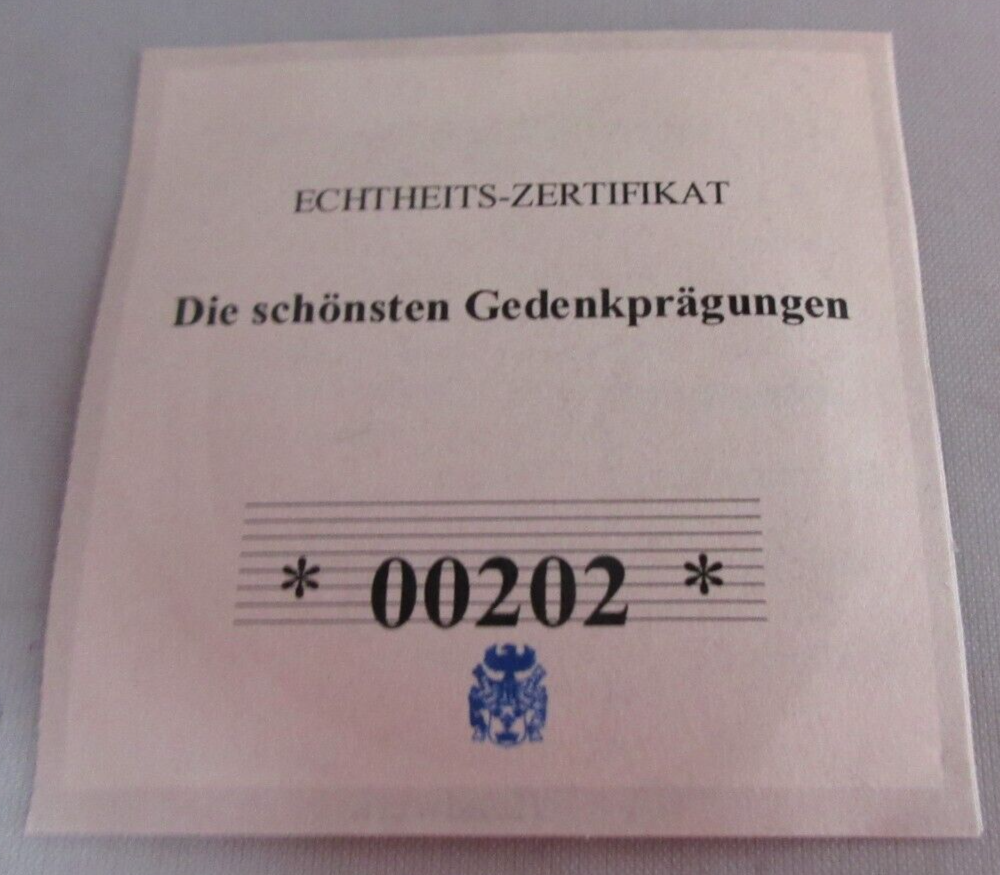 ECHTHEITS-ZERTIFIKAT
Die schönsten Gedenkprägungen
* 00202 *